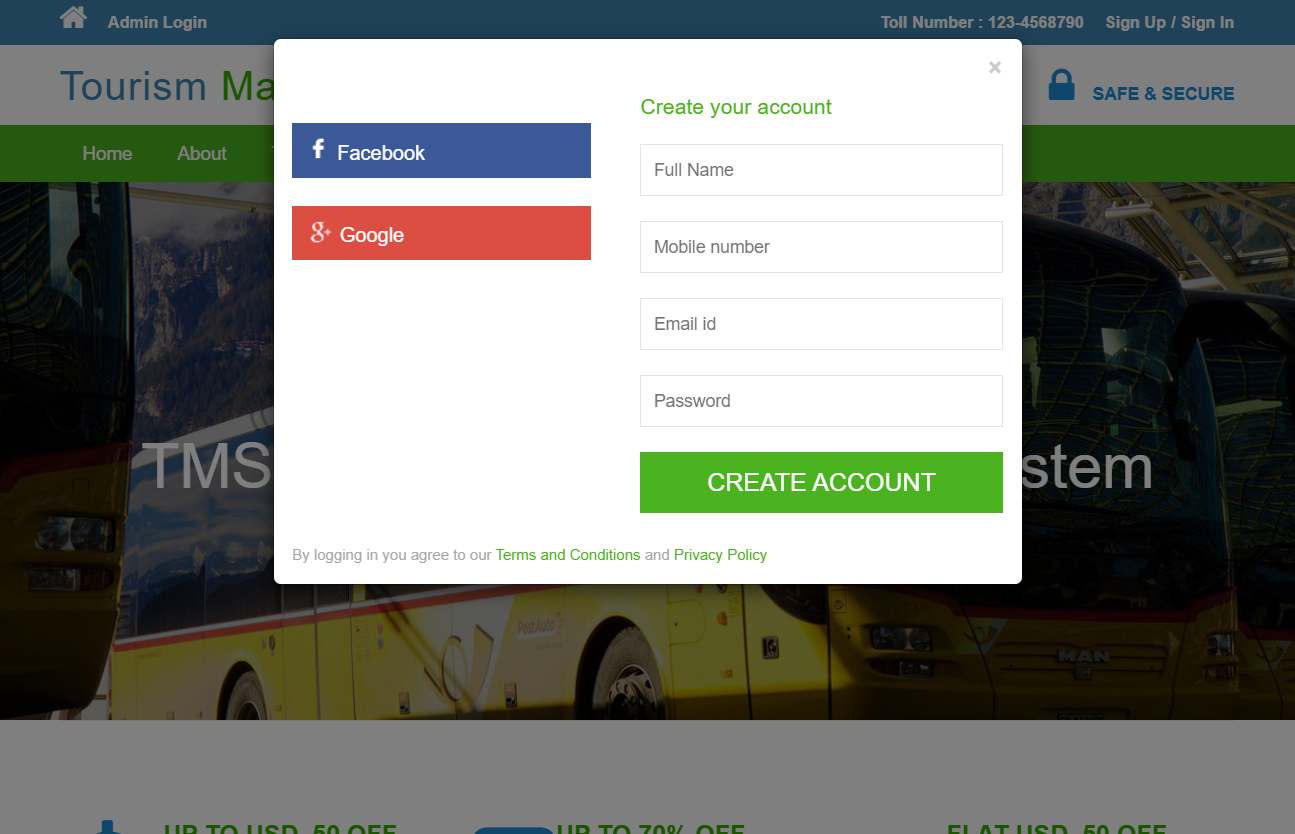 Admin Login
Toll Number : 123-4568790 Sign Up / Sign In
Tourism
SAFE & SECURE
Home About
×
Create your account
Facebook
Google
Full Name
Mobile number
Email id
Password
CREATE ACCOUNT
By logging in you agree to our Terms and Conditions and Privacy Policy
TMS
PostAuto
MAN
UP TO USD. 50 OFF
UP TO 70% OFF
FLAT USD. 50 OFF